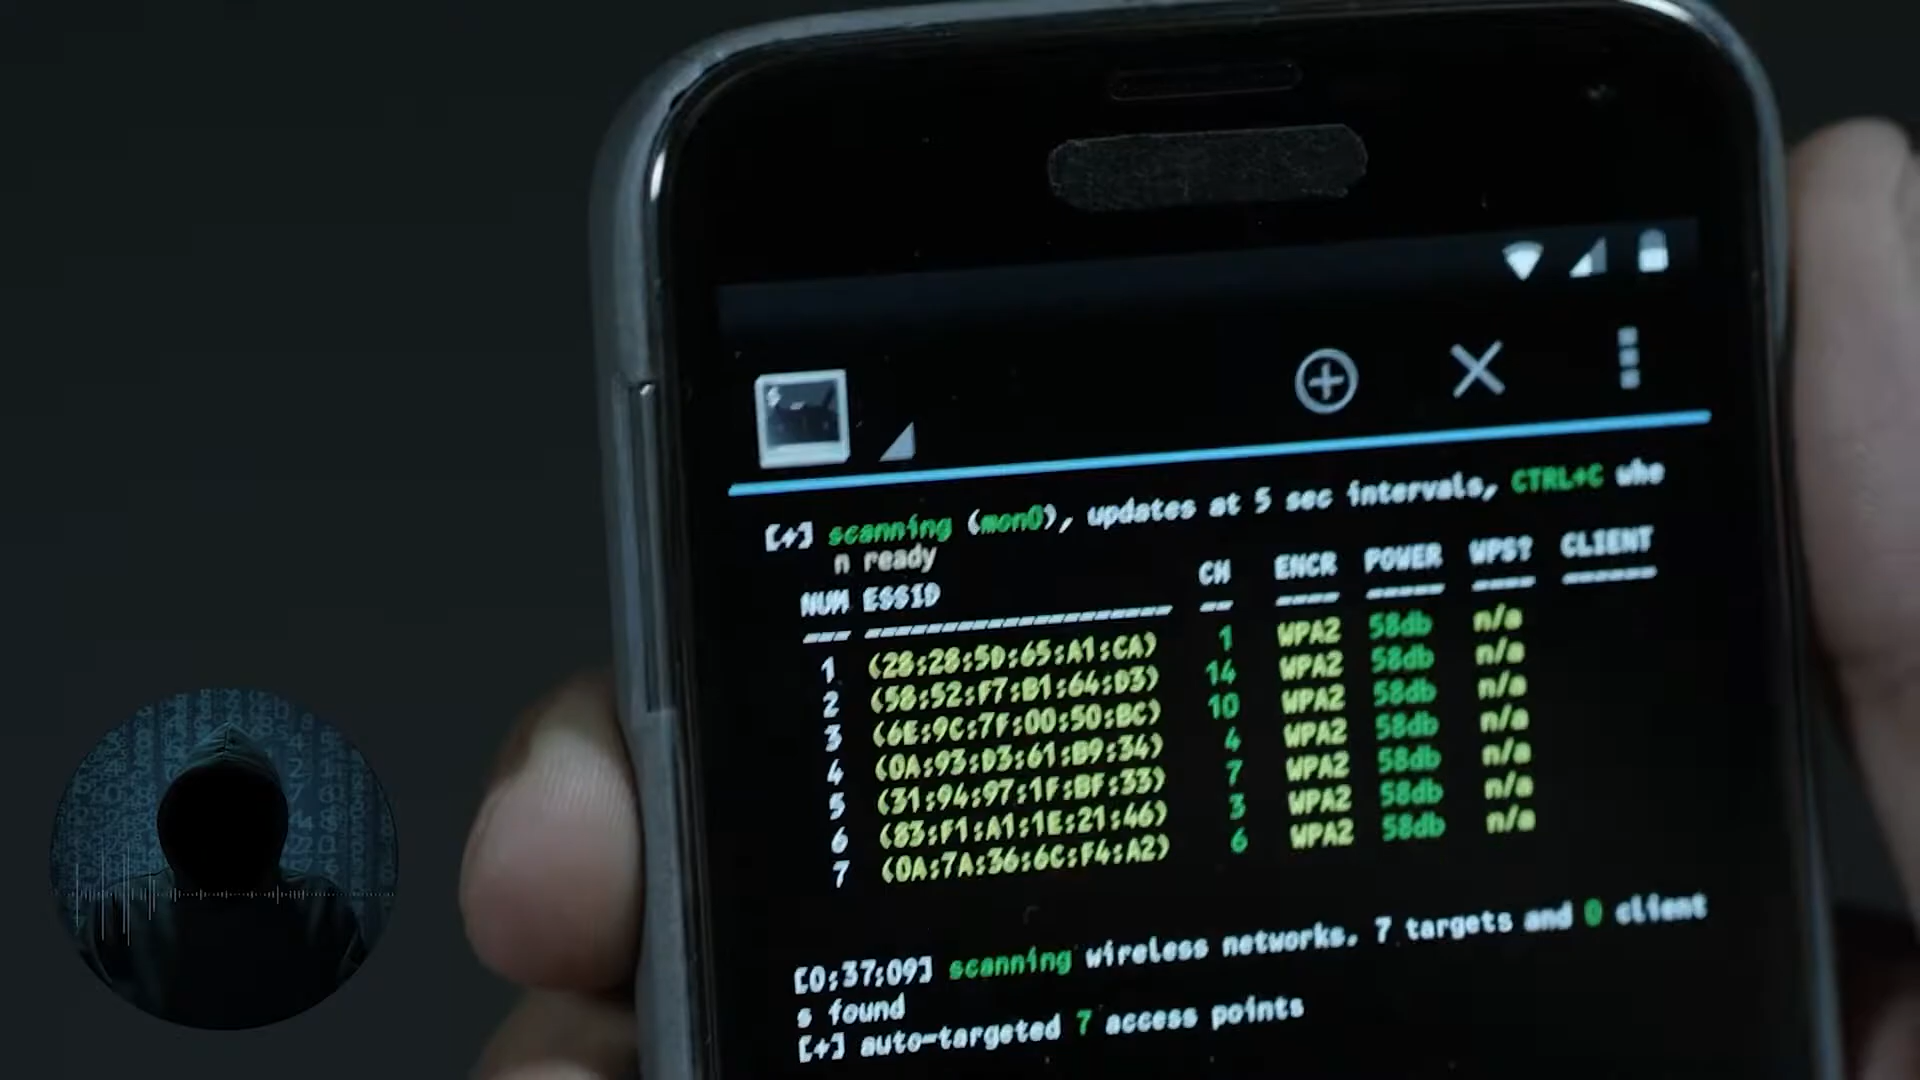 [+] scanning (mon0), updates at 5 sec intervals, CTRL+C whe
n ready
NUM ESSID CH ENCR POWER WPS? CLIENT
--- -------------------- -- ---- ----- ---- ------
1 (28:28:5D:65:A1:CA) 1 WPA2 58db n/a
2 (58:52:F7:B1:64:D3) 14 WPA2 58db n/a
3 (6E:9C:7F:00:50:BC) 10 WPA2 58db n/a
4 (0A:93:D3:61:B9:34) 4 WPA2 58db n/a
5 (31:94:97:1F:BF:33) 7 WPA2 58db n/a
6 (83:F1:A1:1E:21:46) 3 WPA2 58db n/a
7 (0A:7A:36:6C:F4:A2) 6 WPA2 58db n/a
[0:37:09] scanning wireless networks. 7 targets and 0 client
s found
[+] auto-targeted 7 access points